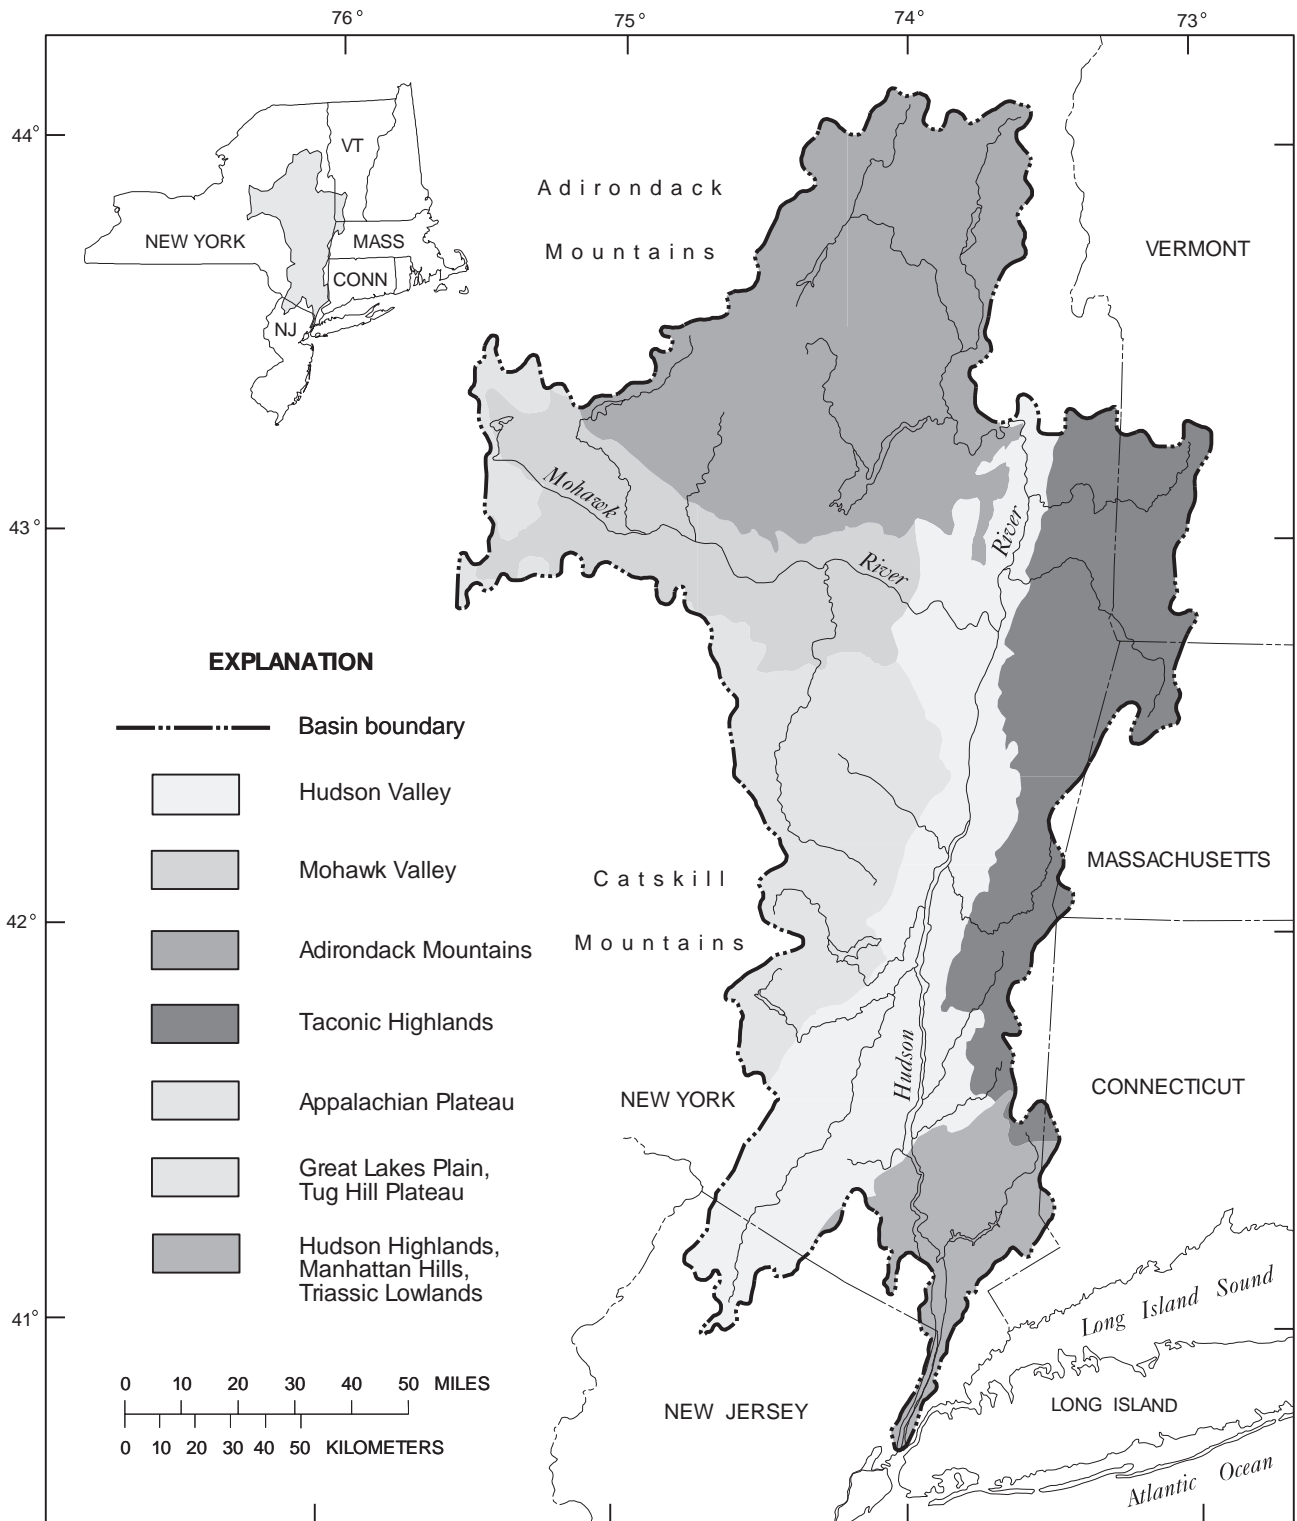 76°
75°
74°
73°
44°
43°
42°
41°
VT
NEW YORK
MASS
CONN
NJ
Adirondack
Mountains
VERMONT
Mohawk
River
River
EXPLANATION
Basin boundary
Hudson Valley
Mohawk Valley
Adirondack Mountains
Taconic Highlands
Appalachian Plateau
Great Lakes Plain,
Tug Hill Plateau
Hudson Highlands,
Manhattan Hills,
Triassic Lowlands
Catskill
Mountains
MASSACHUSETTS
Hudson
NEW YORK
CONNECTICUT
Long Island Sound
NEW JERSEY
LONG ISLAND
Atlantic Ocean
0 10 20 30 40 50 MILES
0 10 20 30 40 50 KILOMETERS